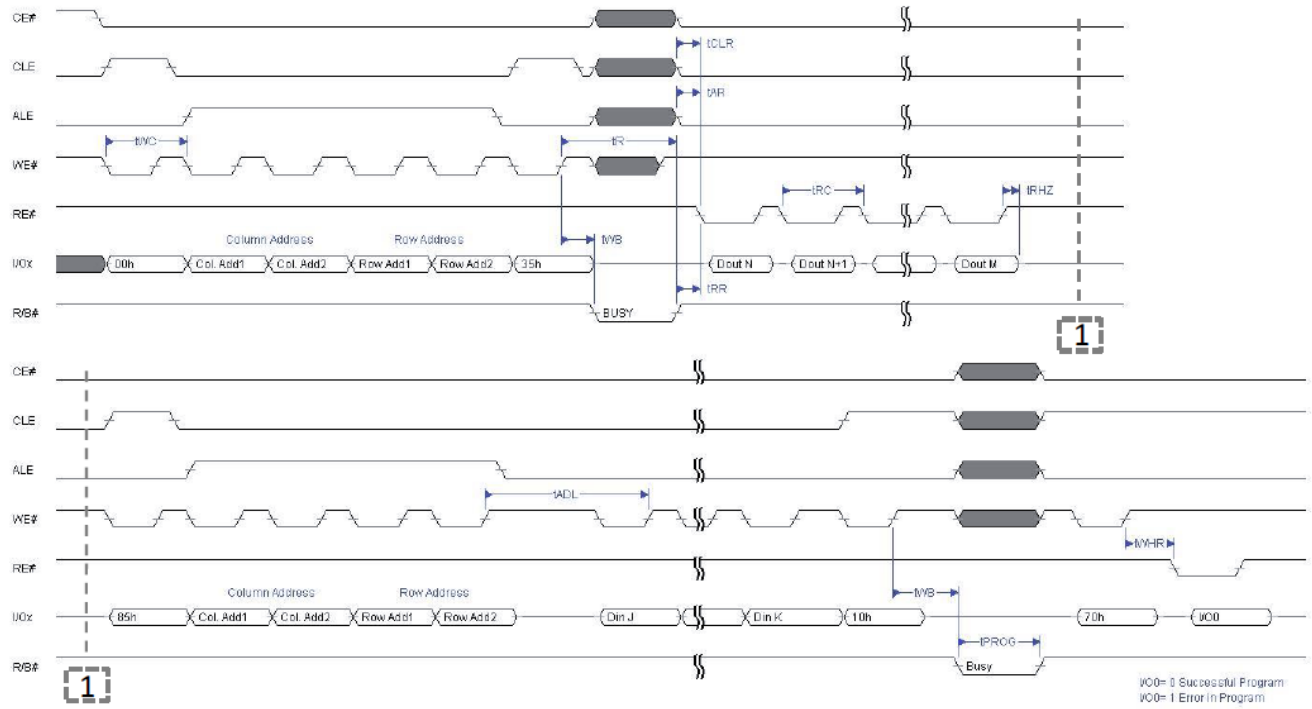 CE#
tCLR
CLE
tAR
ALE
tWC
tR
WE#
tRC
tRHZ
RE#
Column Address Row Address
tWB
I/Ox 00h Col. Add1 Col. Add2 Row Add1 Row Add2 35h Dout N Dout N+1 Dout M
tRR
R/B# BUSY
1
CE#
CLE
ALE
tADL
WE#
tWHR
RE#
Column Address Row Address
tWB
I/Ox 85h Col. Add1 Col. Add2 Row Add1 Row Add2 Din J Din K 10h 70h I/O0
tPROG
R/B# Busy
1
I/O0= 0 Successful Program
I/O0= 1 Error in Program